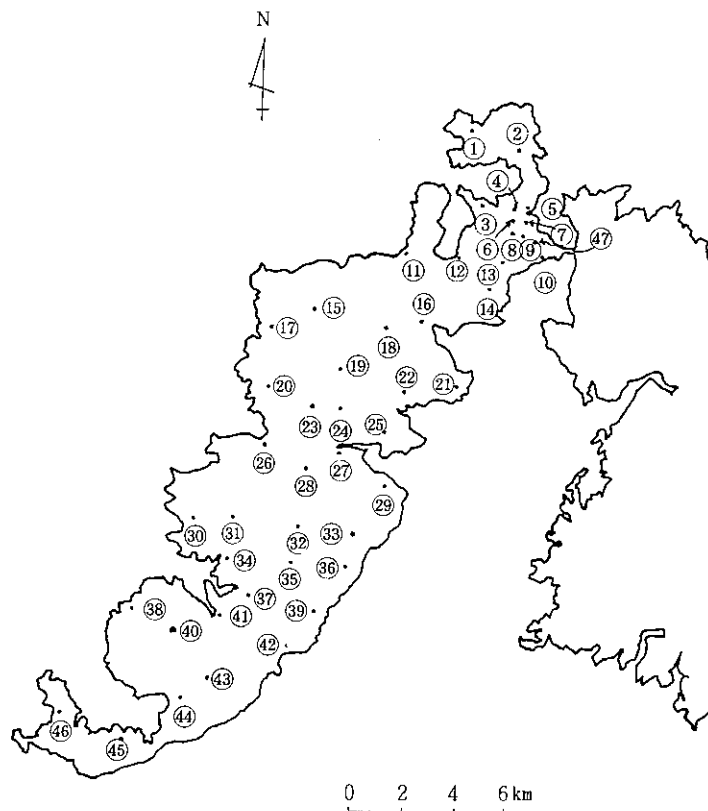 N
① ②
④
③ ⑤
⑥ ⑧ ⑨ ⑦ ㊼
⑪ ⑫ ⑬ ⑩
⑮ ⑯ ⑭
⑰ ⑱
⑲
⑳ ㉒ ㉑
㉓ ㉔ ㉕
㉖ ㉗
㉘
㉙
㉚ ㉛ ㉜ ㉝
㉞
㉟ ㊱
㊲
㊳ ㊴
㊵ ㊶
㊷
㊸
㊹
㊻ ㊺
0 2 4 6km